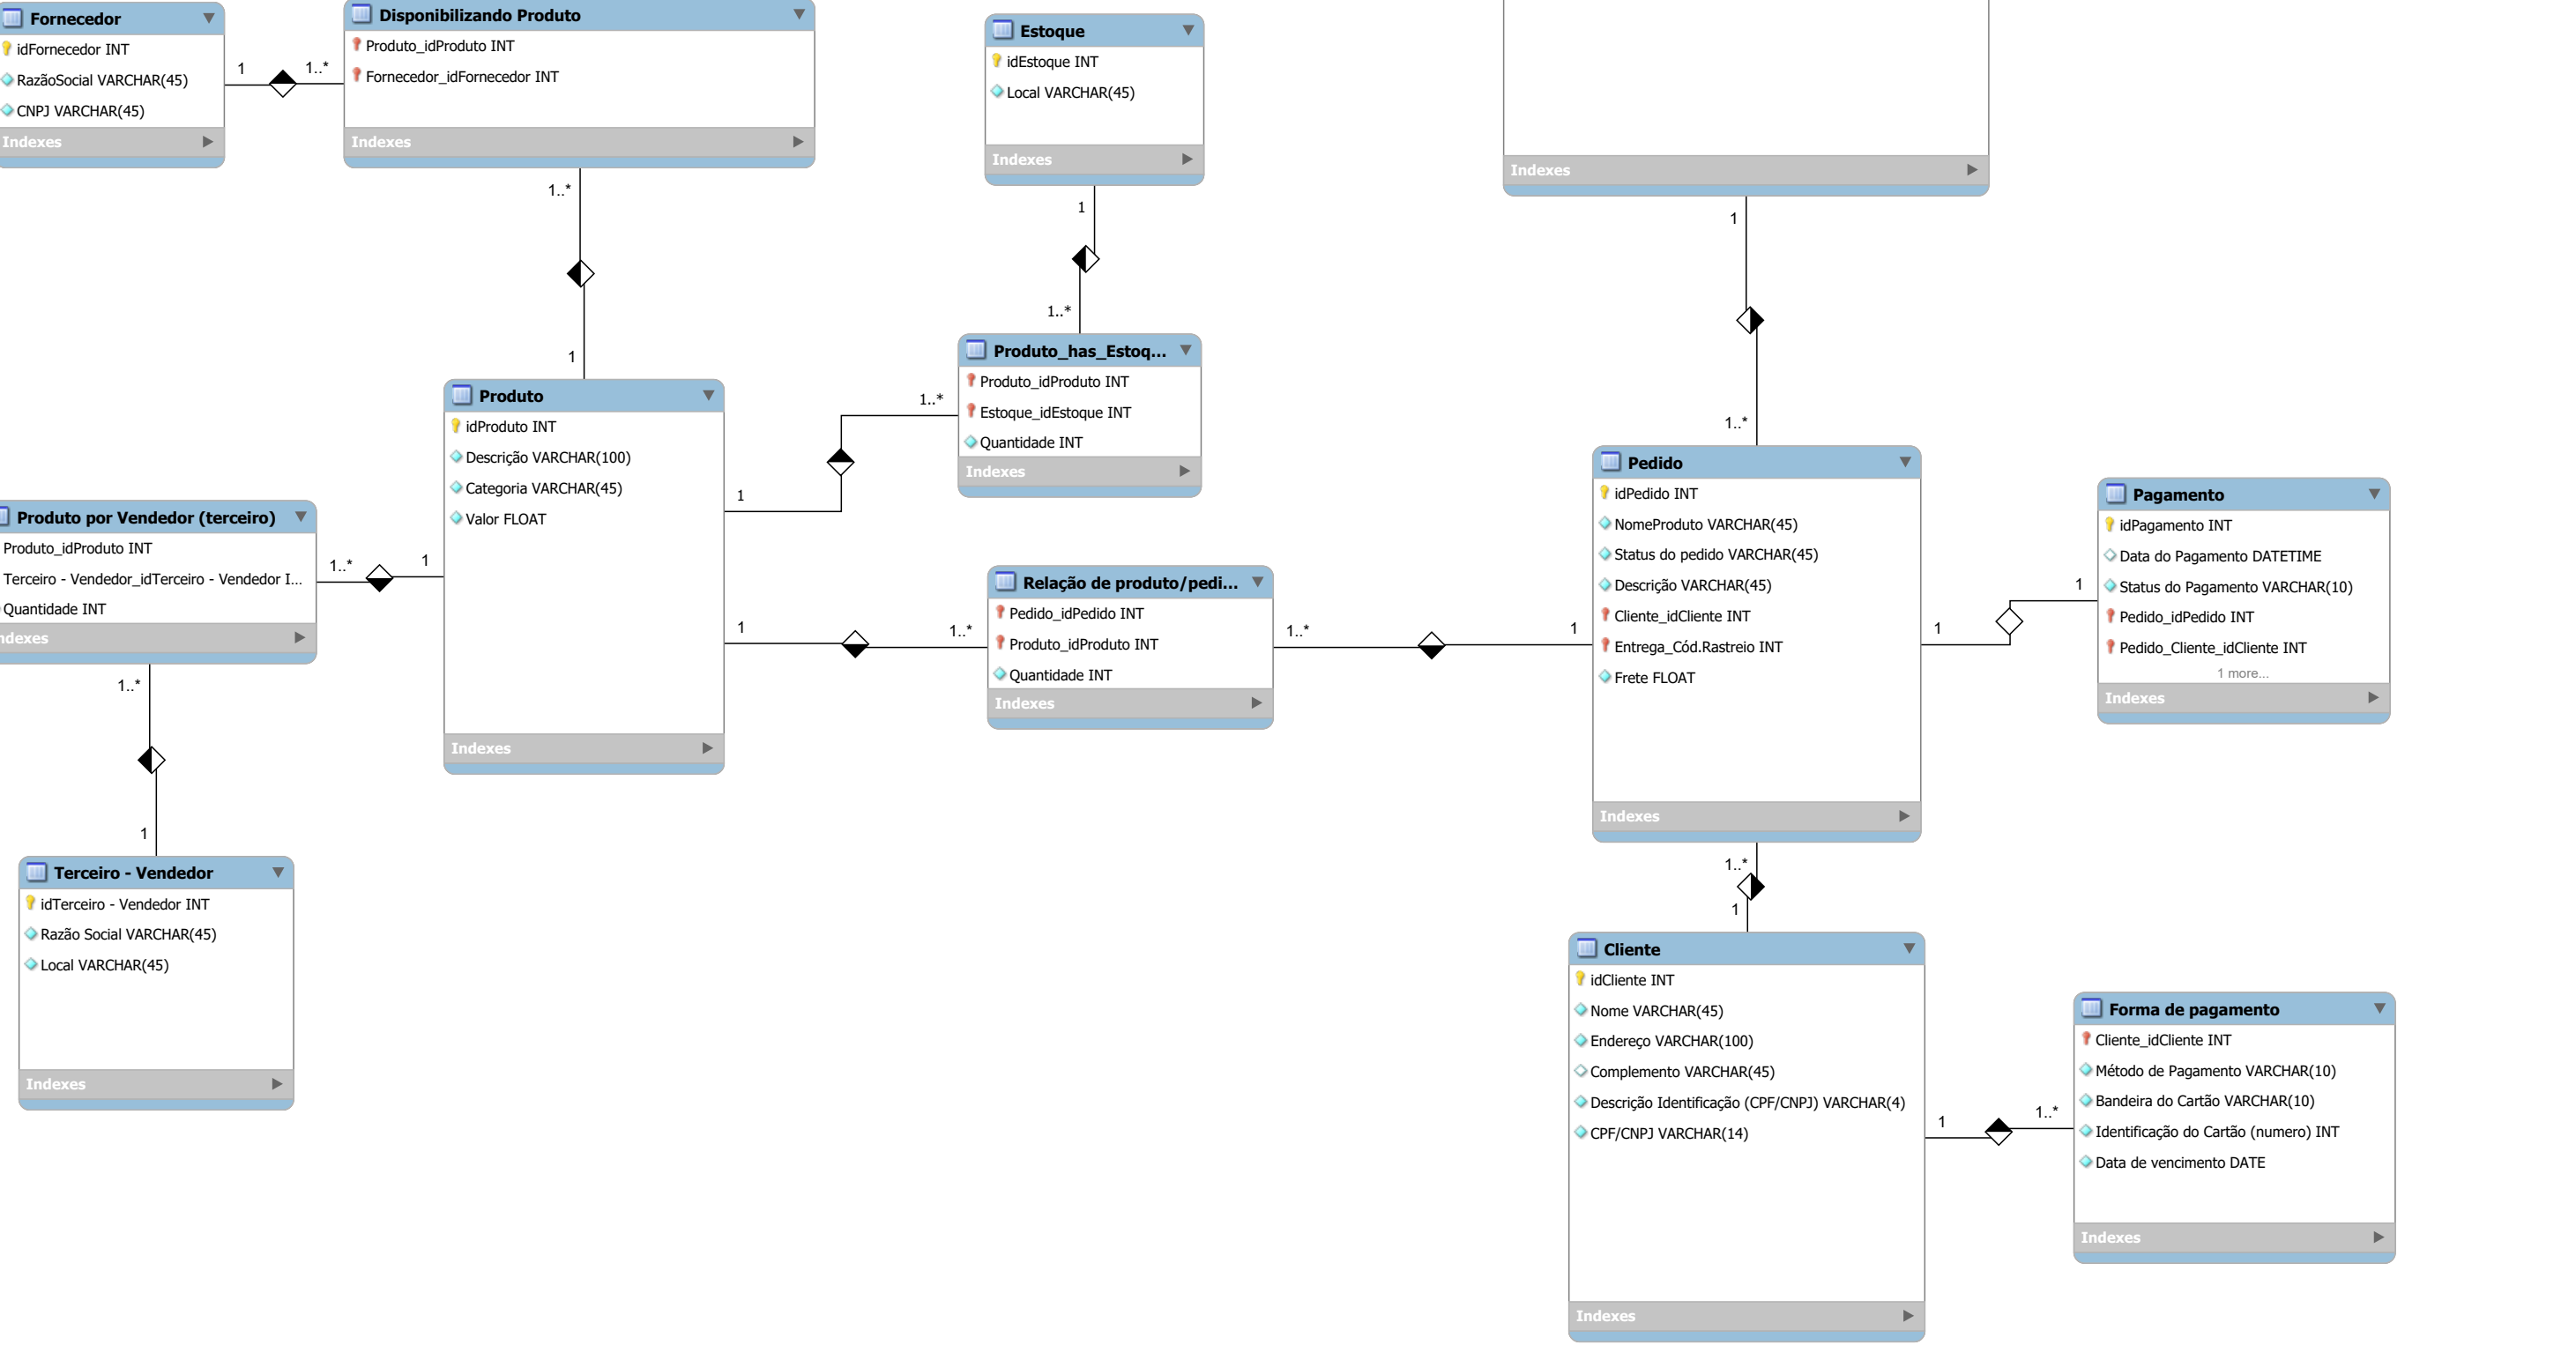 Fornecedor
idFornecedor INT
RazãoSocial VARCHAR(45)
CNPJ VARCHAR(45)
Indexes
1
1..*
Disponibilizando Produto
Produto_idProduto INT
Fornecedor_idFornecedor INT
Indexes
1..*
1
Estoque
idEstoque INT
Local VARCHAR(45)
Indexes
1
1..*
Indexes
1
1..*
Produto_has_Estoq...
Produto_idProduto INT
Estoque_idEstoque INT
Quantidade INT
Indexes
1..*
1
Produto
idProduto INT
Descrição VARCHAR(100)
Categoria VARCHAR(45)
Valor FLOAT
Indexes
Produto por Vendedor (terceiro)
Produto_idProduto INT
Terceiro - Vendedor_idTerceiro - Vendedor I...
Quantidade INT
ndexes
1..*
1
1..*
1
Terceiro - Vendedor
idTerceiro - Vendedor INT
Razão Social VARCHAR(45)
Local VARCHAR(45)
Indexes
1
1..*
Relação de produto/pedi...
Pedido_idPedido INT
Produto_idProduto INT
Quantidade INT
Indexes
1..*
1
Pedido
idPedido INT
NomeProduto VARCHAR(45)
Status do pedido VARCHAR(45)
Descrição VARCHAR(45)
Cliente_idCliente INT
Entrega_Cód.Rastreio INT
Frete FLOAT
Indexes
1
1
Pagamento
idPagamento INT
Data do Pagamento DATETIME
Status do Pagamento VARCHAR(10)
Pedido_idPedido INT
Pedido_Cliente_idCliente INT
1 more...
Indexes
1..*
1
Cliente
idCliente INT
Nome VARCHAR(45)
Endereço VARCHAR(100)
Complemento VARCHAR(45)
Descrição Identificação (CPF/CNPJ) VARCHAR(4)
CPF/CNPJ VARCHAR(14)
Indexes
1
1..*
Forma de pagamento
Cliente_idCliente INT
Método de Pagamento VARCHAR(10)
Bandeira do Cartão VARCHAR(10)
Identificação do Cartão (numero) INT
Data de vencimento DATE
Indexes